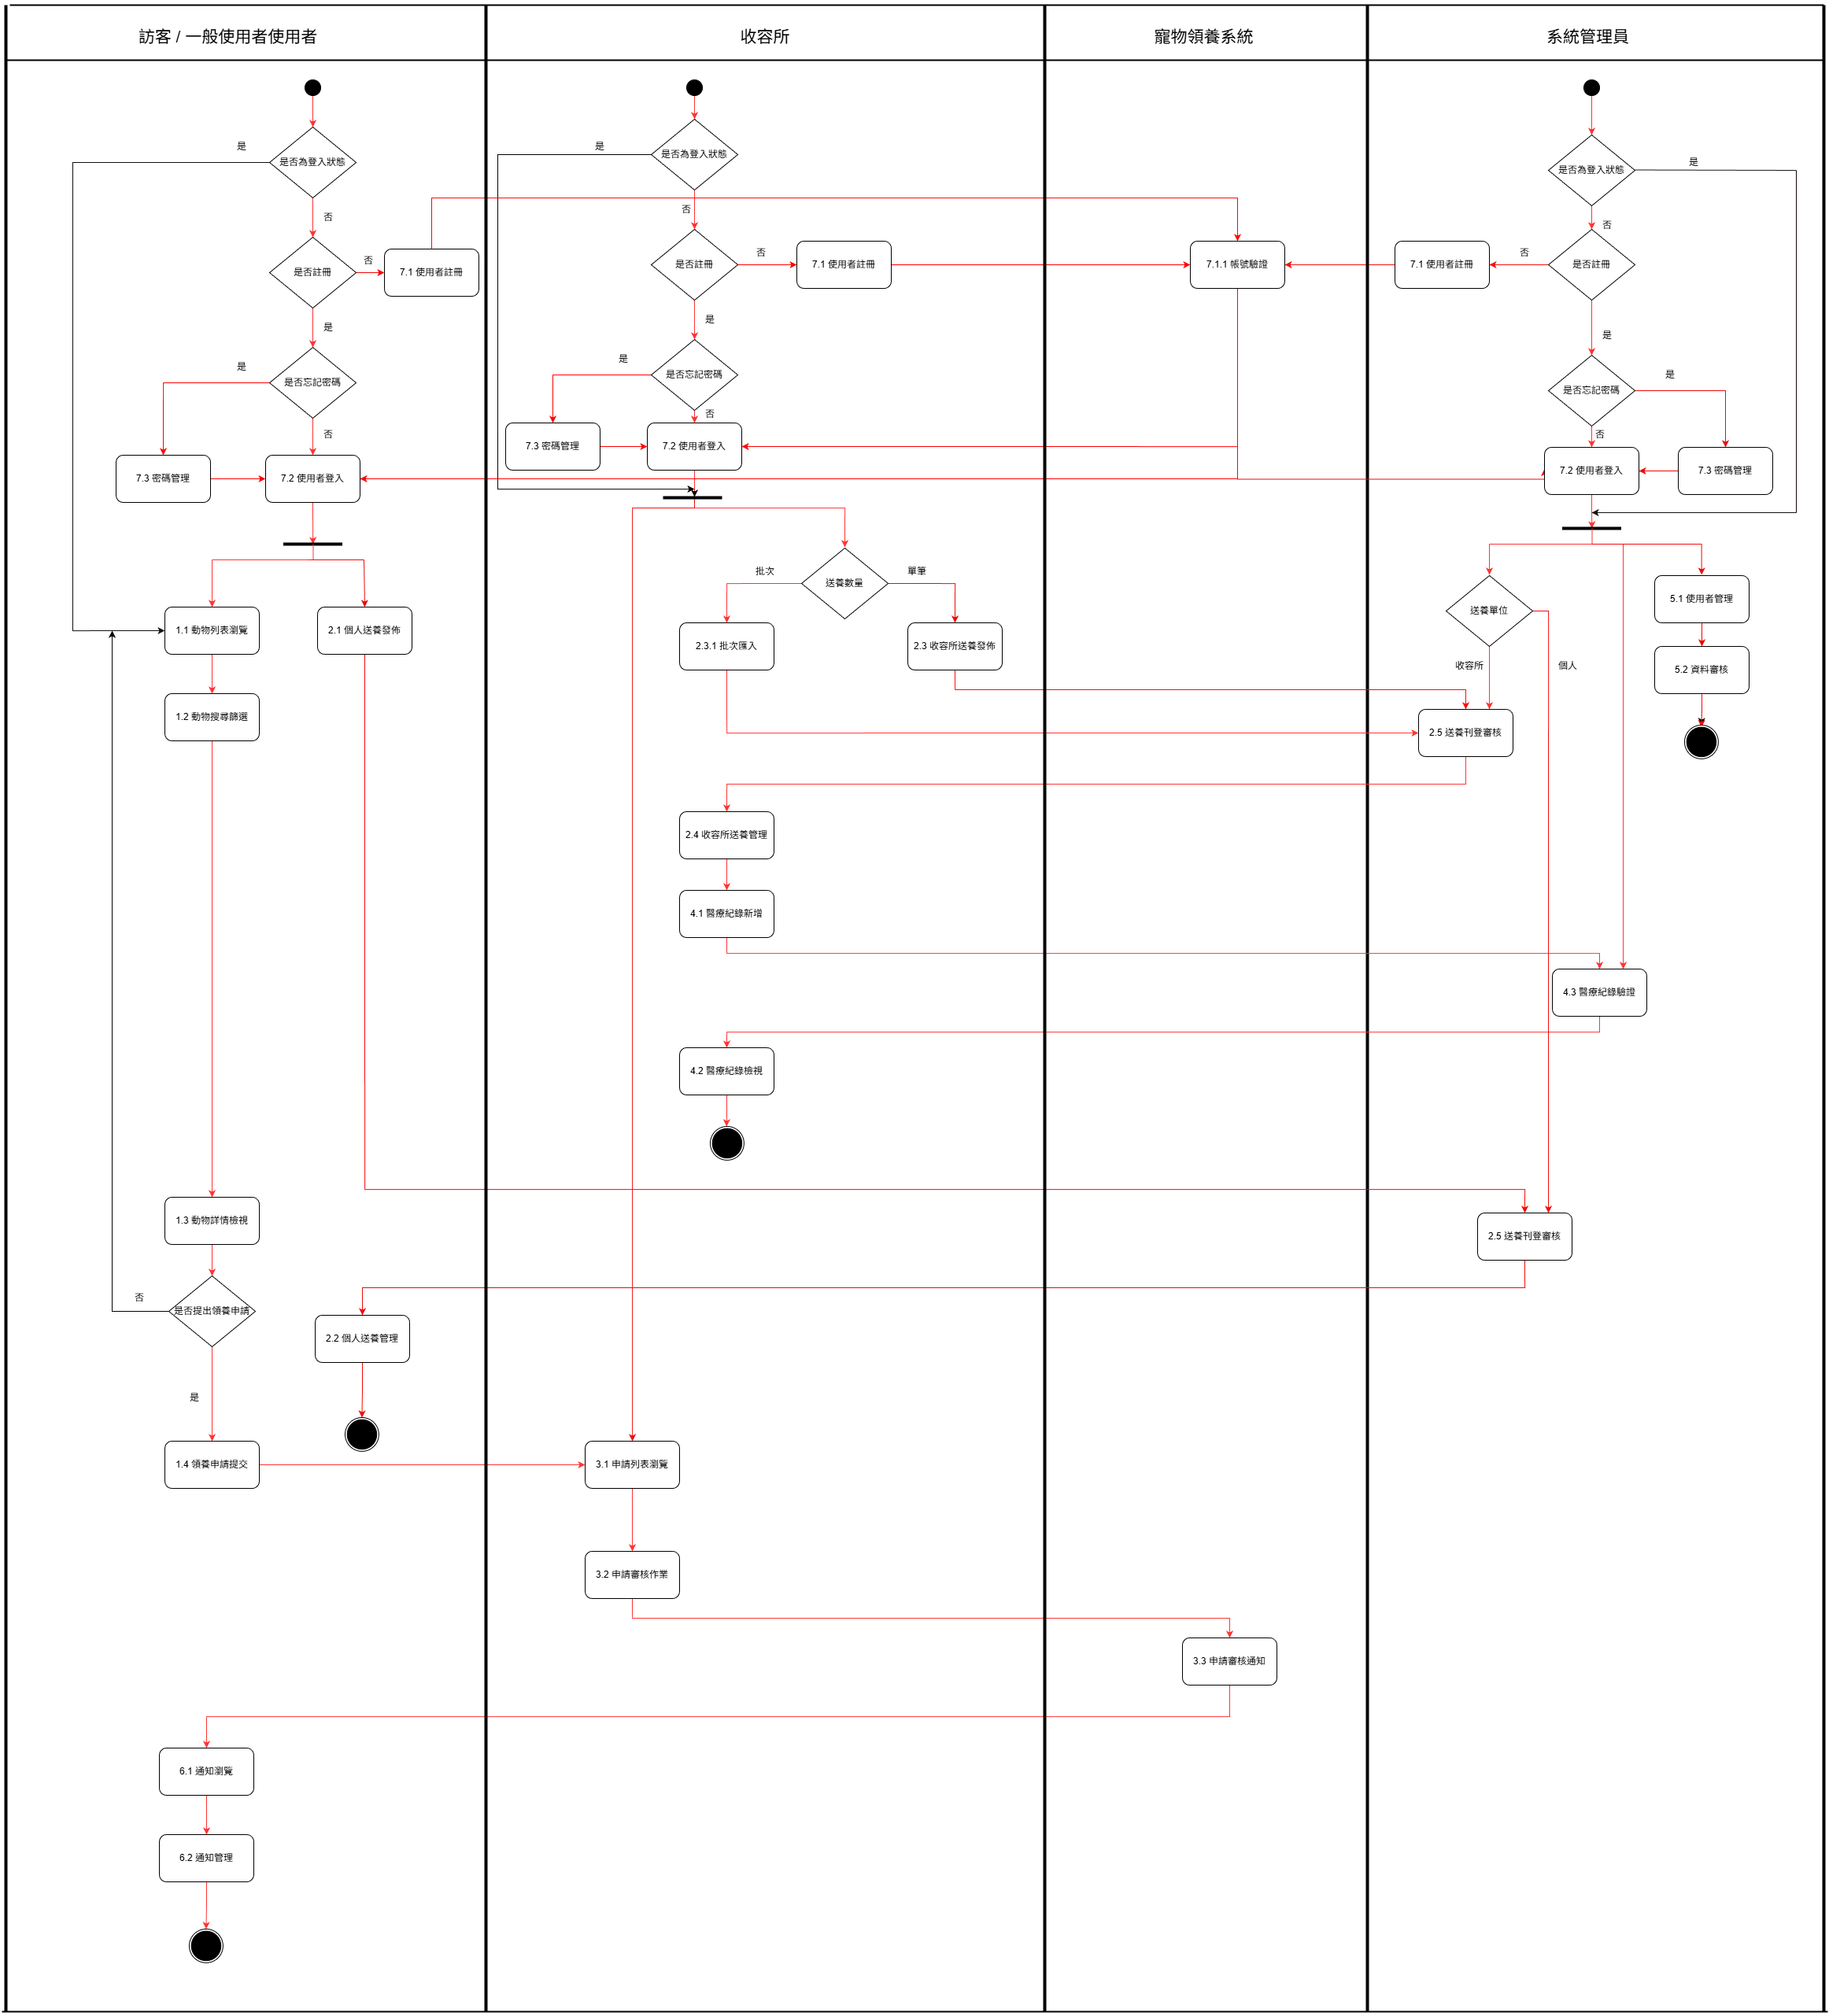 訪客 / 一般使用者使用者
收容所
寵物領養系統
系統管理員
是
是否為登入狀態
是
是否為登入狀態
是否為登入狀態
是
否
否
否
是否註冊
否
7.1 使用者註冊
是否註冊
否
7.1 使用者註冊
7.1.1 帳號驗證
7.1 使用者註冊
否
是否註冊
是
是
是
是
是否忘記密碼
是
是否忘記密碼
是否忘記密碼
是
否
否
否
7.3 密碼管理
7.2 使用者登入
7.3 密碼管理
7.2 使用者登入
7.2 使用者登入
7.3 密碼管理
批次
送養數量
單筆
送養單位
5.1 使用者管理
1.1 動物列表瀏覽
2.1 個人送養發佈
2.3.1 批次匯入
2.3 收容所送養發佈
收容所
個人
5.2 資料審核
1.2 動物搜尋篩選
2.5 送養刊登審核
2.4 收容所送養管理
4.1 醫療紀錄新增
4.3 醫療紀錄驗證
4.2 醫療紀錄檢視
1.3 動物詳情檢視
2.5 送養刊登審核
否
是否提出領養申請
2.2 個人送養管理
是
1.4 領養申請提交
3.1 申請列表瀏覽
3.2 申請審核作業
3.3 申請審核通知
6.1 通知瀏覽
6.2 通知管理